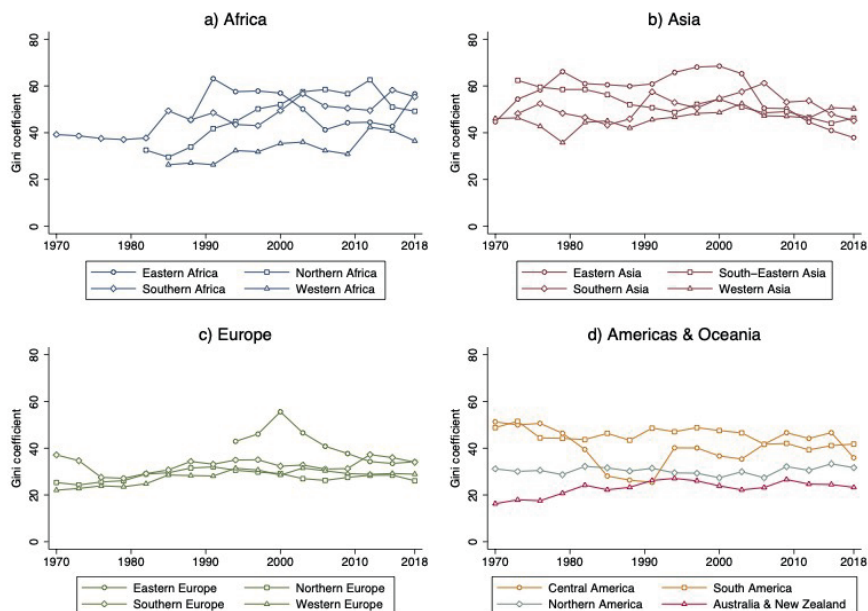 a) Africa
Gini coefficient
80
60
40
20
0
1970 1980 1990 2000 2010 2018
Eastern Africa Northern Africa
Southern Africa Western Africa
b) Asia
Gini coefficient
80
60
40
20
0
1970 1980 1990 2000 2010 2018
Eastern Asia South-Eastern Asia
Southern Asia Western Asia
c) Europe
Gini coefficient
80
60
40
20
0
1970 1980 1990 2000 2010 2018
Eastern Europe Northern Europe
Southern Europe Western Europe
d) Americas & Oceania
Gini coefficient
80
60
40
20
0
1970 1980 1990 2000 2010 2018
Central America South America
Northern America Australia & New Zealand